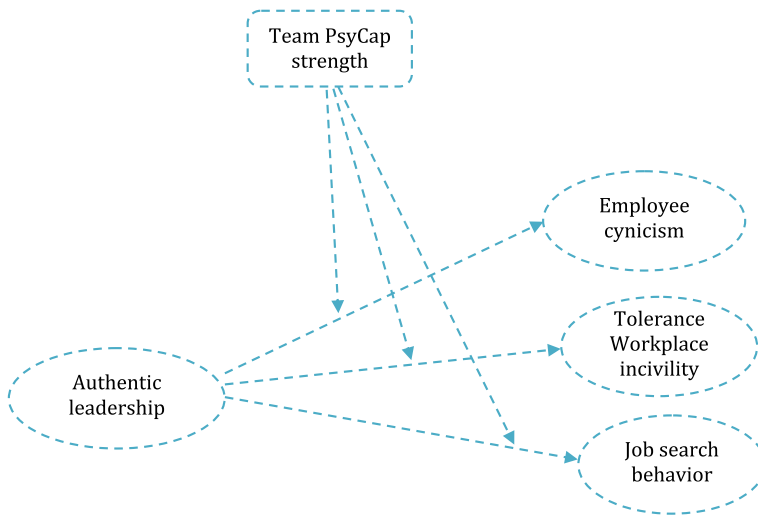 Team PsyCap
strength
Employee
cynicism
Tolerance
Workplace
incivility
Authentic
leadership
Job search
behavior